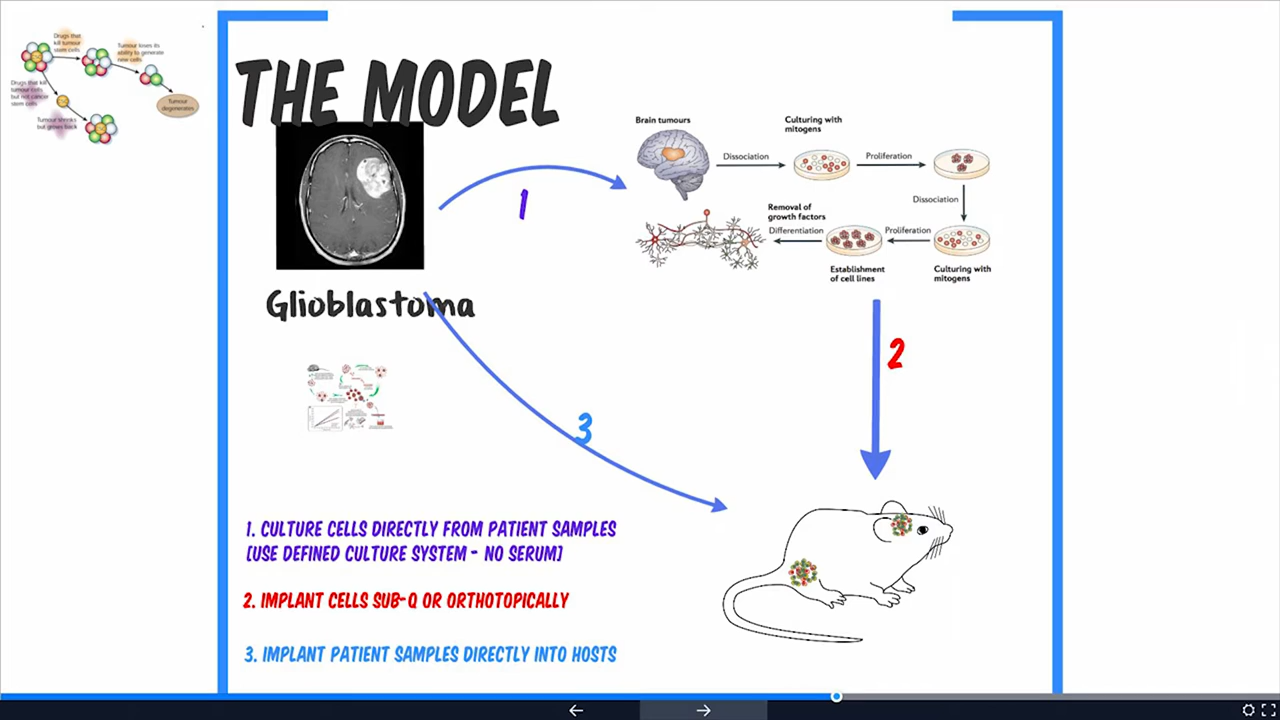 Drugs that
kill tumour
stem cells
Tumour loses its
ability to generate
new cells
Drugs that kill
tumour cells
but not cancer
stem cells
Tumour
degenerates
Tumour shrinks
but grows back
THE MODEL
Glioblastoma
1
Brain tumours
Culturing with
mitogens
Dissociation
Proliferation
Dissociation
Removal of
growth factors
Differentiation
Proliferation
Establishment
of cell lines
Culturing with
mitogens
2
3
1. CULTURE CELLS DIRECTLY FROM PATIENT SAMPLES
[USE DEFINED CULTURE SYSTEM - NO SERUM]
2. IMPLANT CELLS SUB-Q OR ORTHOTOPICALLY
3. IMPLANT PATIENT SAMPLES DIRECTLY INTO HOSTS